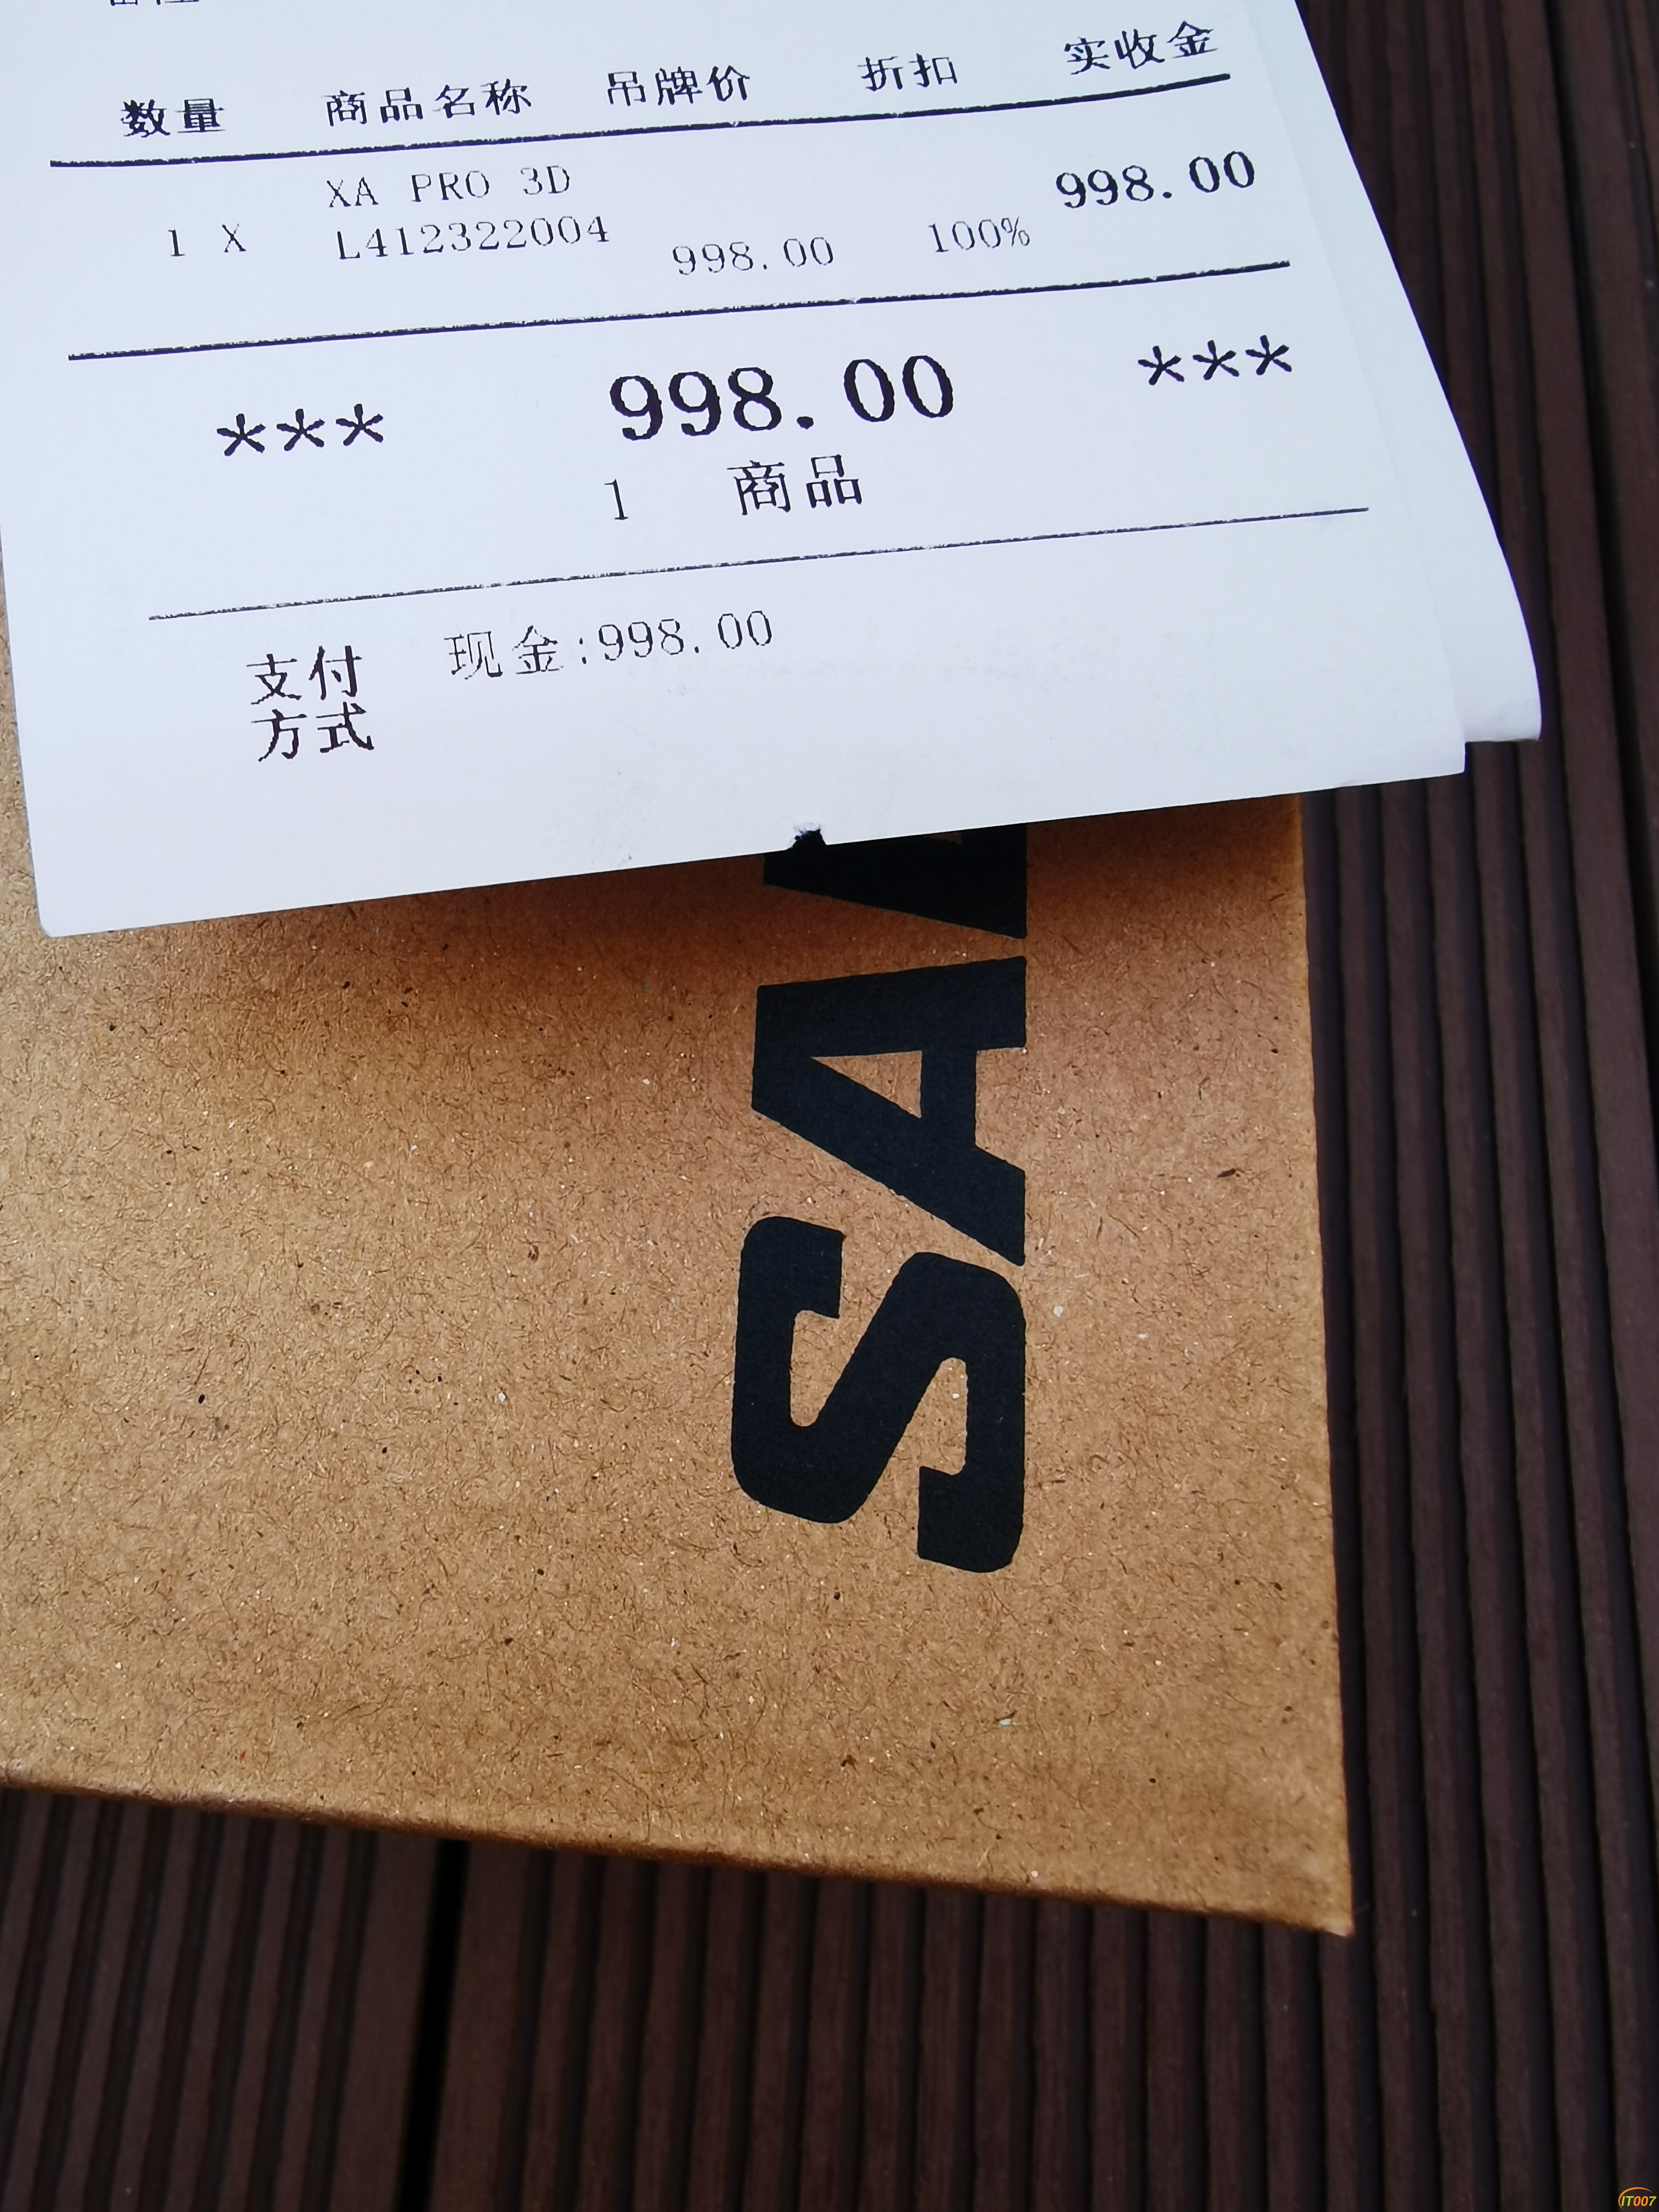 数量 商品名称 吊牌价 折扣 实收金
XA PRO 3D
1 X L412322004 998.00 100% 998.00
*** 998.00 ***
1 商品
支付 现金:998.00
方式
SA
IT007